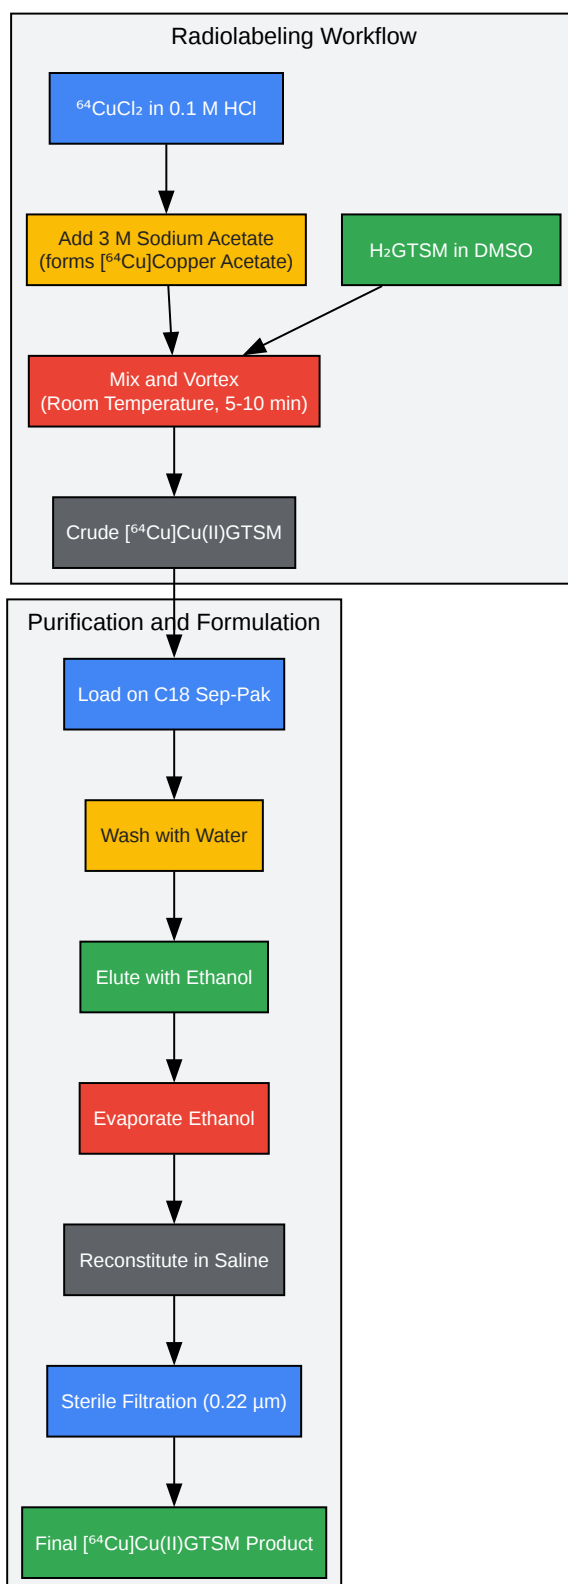 Radiolabeling Workflow
⁶⁴CuCl₂ in 0.1 M HCl
Add 3 M Sodium Acetate
(forms [⁶⁴Cu]Copper Acetate)
H₂GTSM in DMSO
Mix and Vortex
(Room Temperature, 5-10 min)
Crude [⁶⁴Cu]Cu(II)GTSM
Purification and Formulation
Load on C18 Sep-Pak
Wash with Water
Elute with Ethanol
Evaporate Ethanol
Reconstitute in Saline
Sterile Filtration (0.22 µm)
Final [⁶⁴Cu]Cu(II)GTSM Product